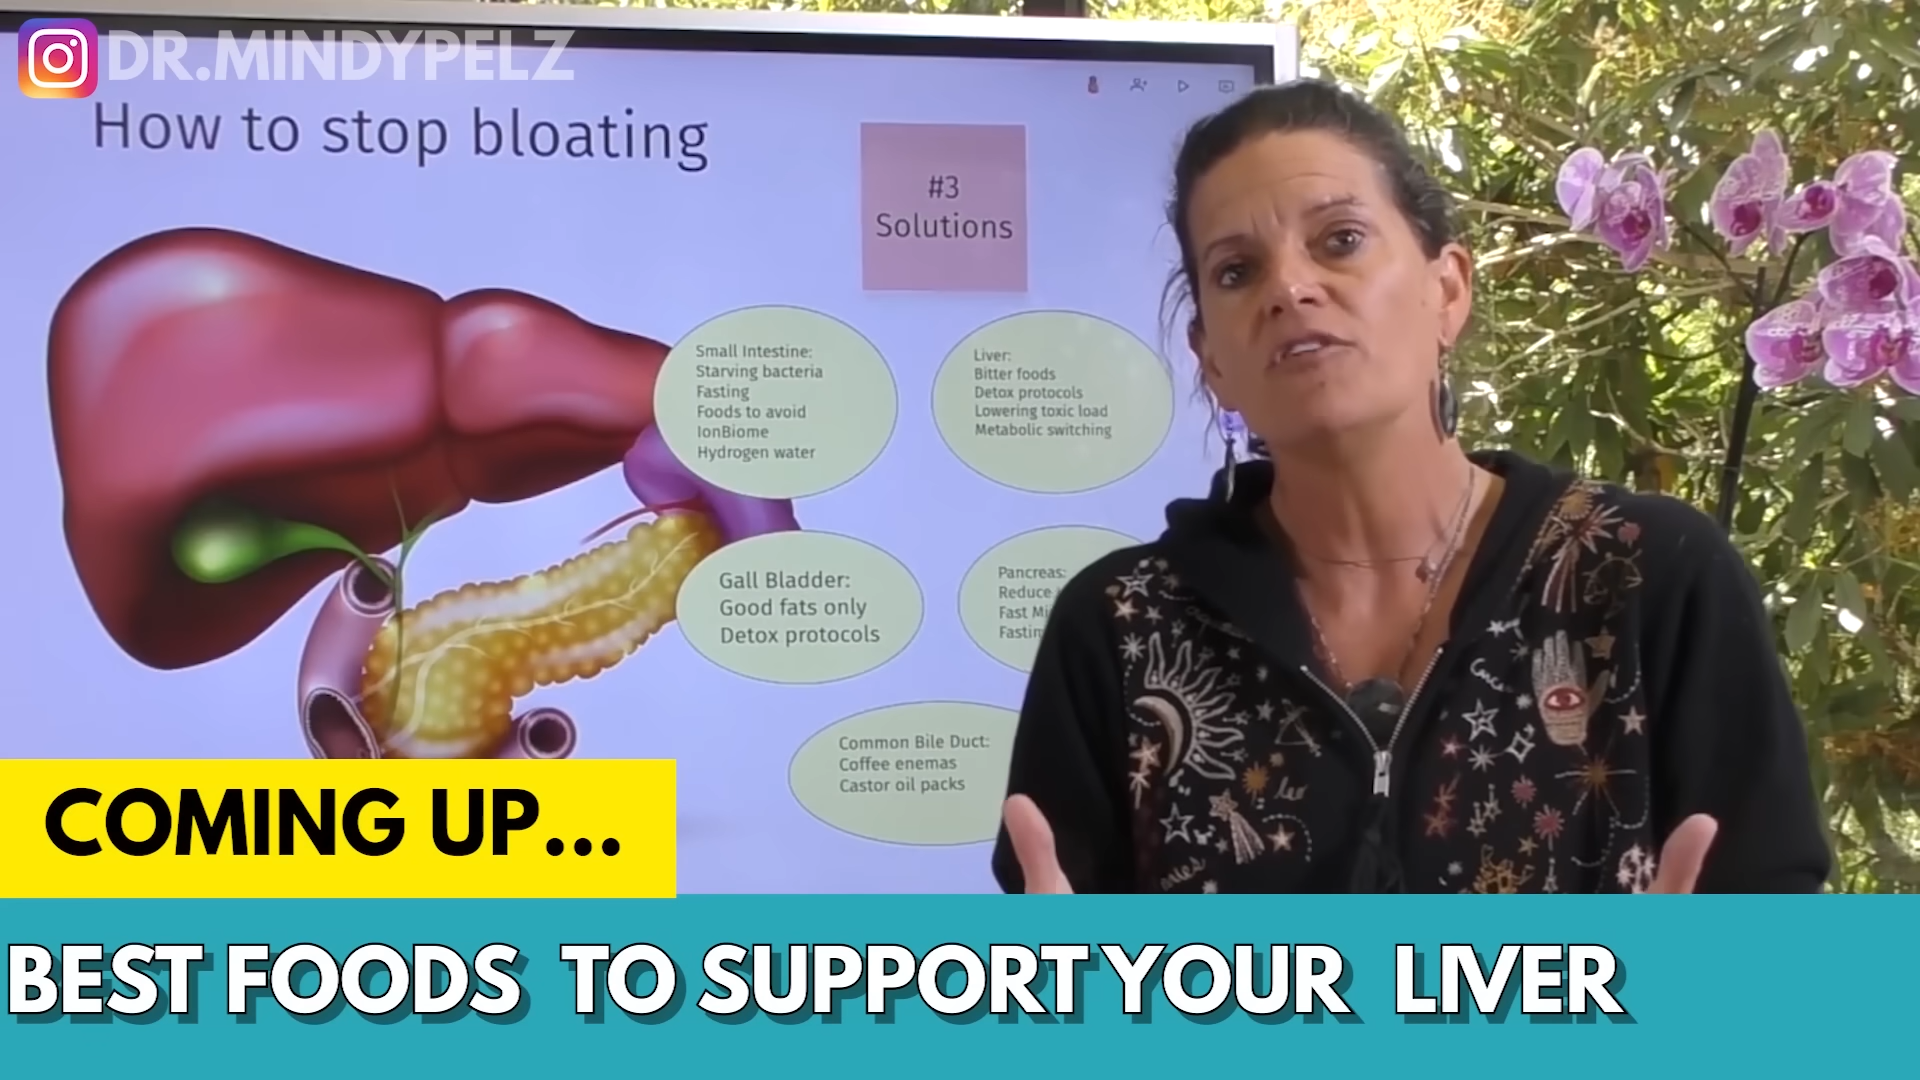 DR.MINDYPELZ
How to stop bloating
#3
Solutions
Small Intestine:
Starving bacteria
Fasting
Foods to avoid
IonBiome
Hydrogen water
Liver:
Bitter foods
Detox protocols
Lowering toxic load
Metabolic switching
Gall Bladder:
Good fats only
Detox protocols
Pancreas:
Reduce
Fast
Common Bile Duct:
Coffee enemas
Castor oil packs
leo
COMING UP...
BEST FOODS TO SUPPORT YOUR LIVER